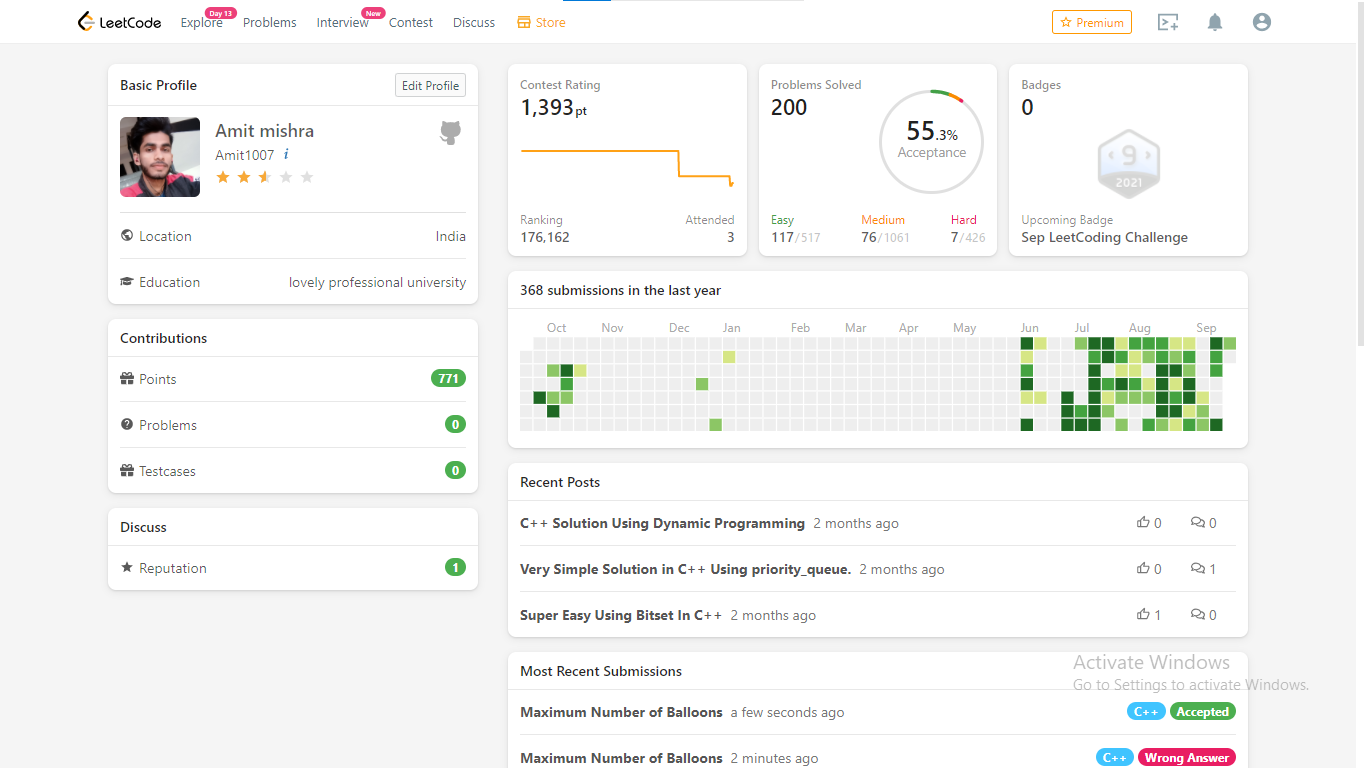 LeetCode
Explore Day 13 Problems Interview New Contest Discuss Store
Premium
Basic Profile Edit Profile
Amit mishra
Amit1007 i
Location India
Education lovely professional university
Contributions
Points 771
Problems 0
Testcases 0
Discuss
Reputation 1
Contest Rating
1,393 pt
Ranking Attended
176,162 3
Problems Solved
200
55.3%
Acceptance
Easy Medium Hard
117/517 76/1061 7/426
Badges
0
9
2021
Upcoming Badge
Sep LeetCoding Challenge
368 submissions in the last year
Oct Nov Dec Jan Feb Mar Apr May Jun Jul Aug Sep
Recent Posts
C++ Solution Using Dynamic Programming 2 months ago 0 0
Very Simple Solution in C++ Using priority_queue. 2 months ago 0 1
Super Easy Using Bitset In C++ 2 months ago 1 0
Most Recent Submissions
Maximum Number of Balloons a few seconds ago C++ Accepted
Maximum Number of Balloons 2 minutes ago C++ Wrong Answer
Activate Windows
Go to Settings to activate Windows.